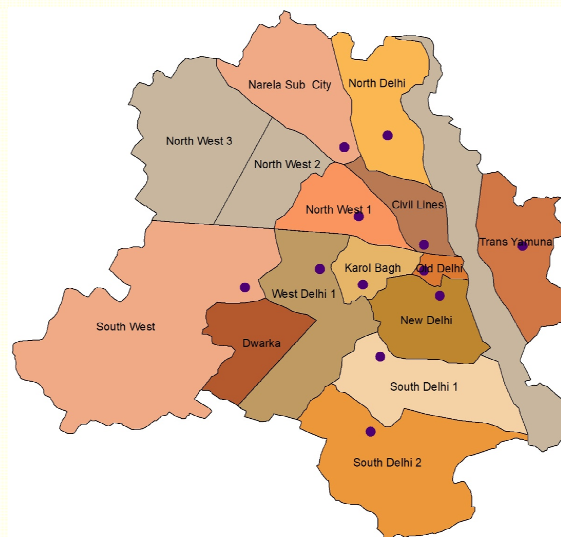 Narela Sub  City
North Delhi
North West 3
North West 2
Civil Lines
North West 1
Trans Yamuna
Karol Bagh
Old Delhi
West Delhi 1
New Delhi
South West
Dwarka
South Delhi 1
South Delhi 2